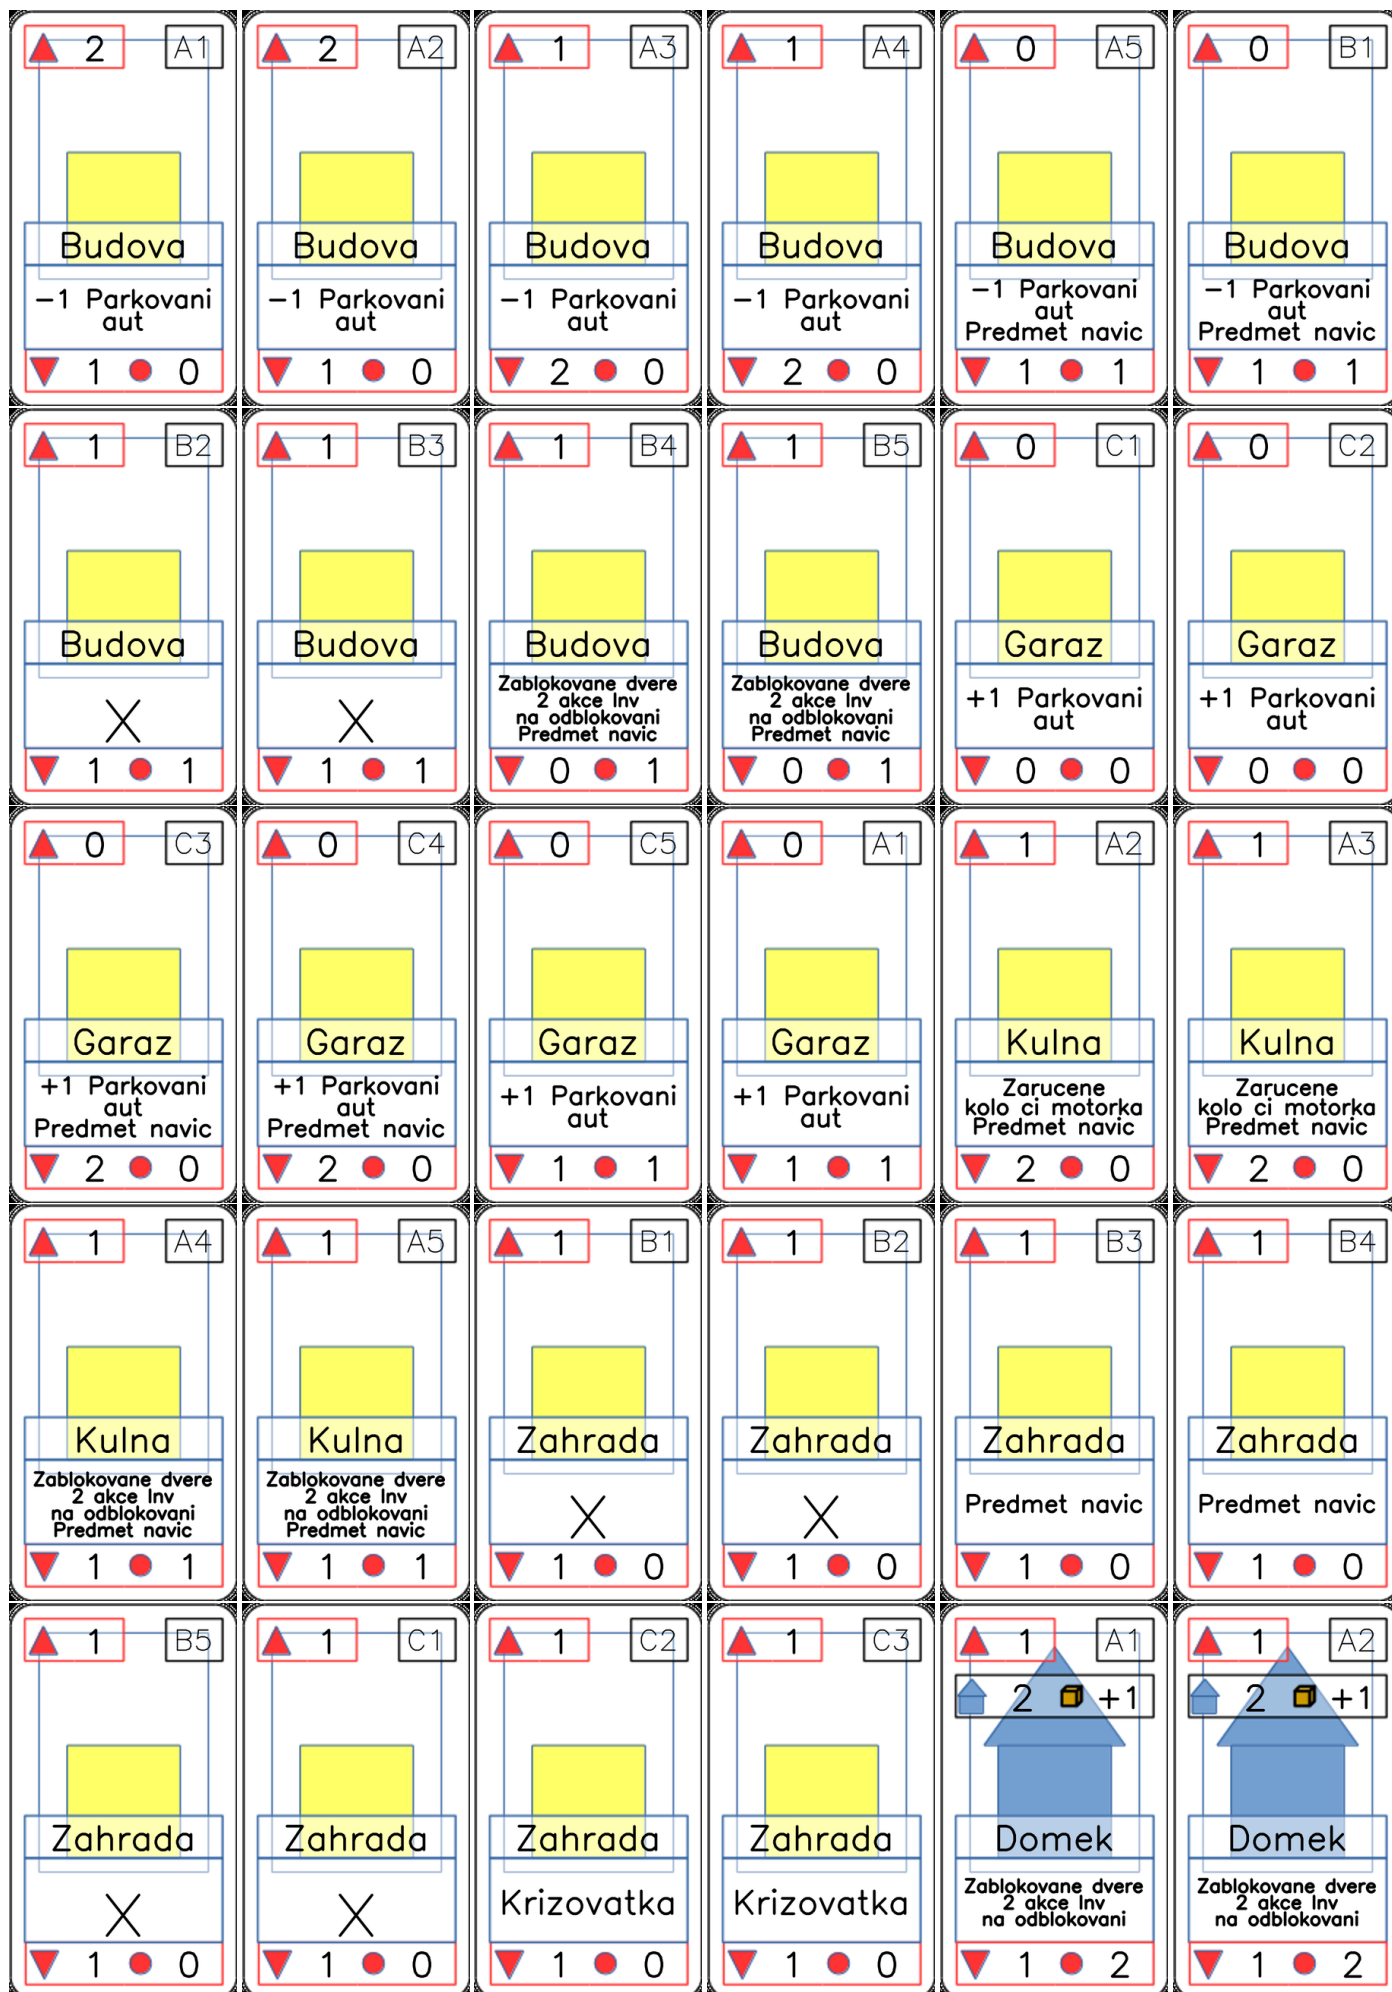 2 A1
Budova
-1 Parkovani
aut
1 0
2 A2
Budova
-1 Parkovani
aut
1 0
1 A3
Budova
-1 Parkovani
aut
2 0
1 A4
Budova
-1 Parkovani
aut
2 0
0 A5
Budova
-1 Parkovani
aut
Predmet navic
1 1
0 B1
Budova
-1 Parkovani
aut
Predmet navic
1 1
1 B2
Budova
X
1 1
1 B3
Budova
X
1 1
1 B4
Budova
Zablokovane dvere
2 akce Inv
na odblokovani
Predmet navic
0 1
1 B5
Budova
Zablokovane dvere
2 akce Inv
na odblokovani
Predmet navic
0 1
0 C1
Garaz
+1 Parkovani
aut
0 0
0 C2
Garaz
+1 Parkovani
aut
0 0
0 C3
Garaz
+1 Parkovani
aut
Predmet navic
2 0
0 C4
Garaz
+1 Parkovani
aut
Predmet navic
2 0
0 C5
Garaz
+1 Parkovani
aut
1 1
0 A1
Garaz
+1 Parkovani
aut
1 1
1 A2
Kulna
Zarucene
kolo ci motorka
Predmet navic
2 0
1 A3
Kulna
Zarucene
kolo ci motorka
Predmet navic
2 0
1 A4
Kulna
Zablokovane dvere
2 akce Inv
na odblokovani
Predmet navic
1 1
1 A5
Kulna
Zablokovane dvere
2 akce Inv
na odblokovani
Predmet navic
1 1
1 B1
Zahrada
X
1 0
1 B2
Zahrada
X
1 0
1 B3
Zahrada
Predmet navic
1 0
1 B4
Zahrada
Predmet navic
1 0
1 B5
Zahrada
X
1 0
1 C1
Zahrada
X
1 0
1 C2
Zahrada
Krizovatka
1 0
1 C3
Zahrada
Krizovatka
1 0
1 A1
2 +1
Domek
Zablokovane dvere
2 akce Inv
na odblokovani
1 2
1 A2
2 +1
Domek
Zablokovane dvere
2 akce Inv
na odblokovani
1 2